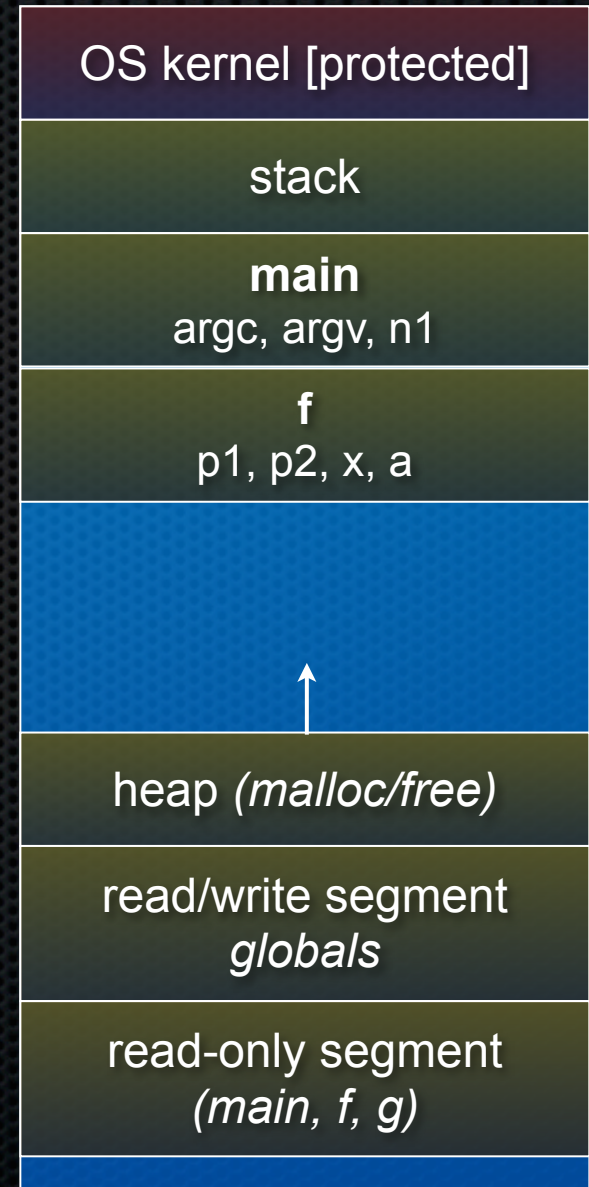 OS kernel [protected]
stack
main
argc, argv, n1
f
p1, p2, x, a
heap (malloc/free)
read/write segment
globals
read-only segment
(main, f, g)